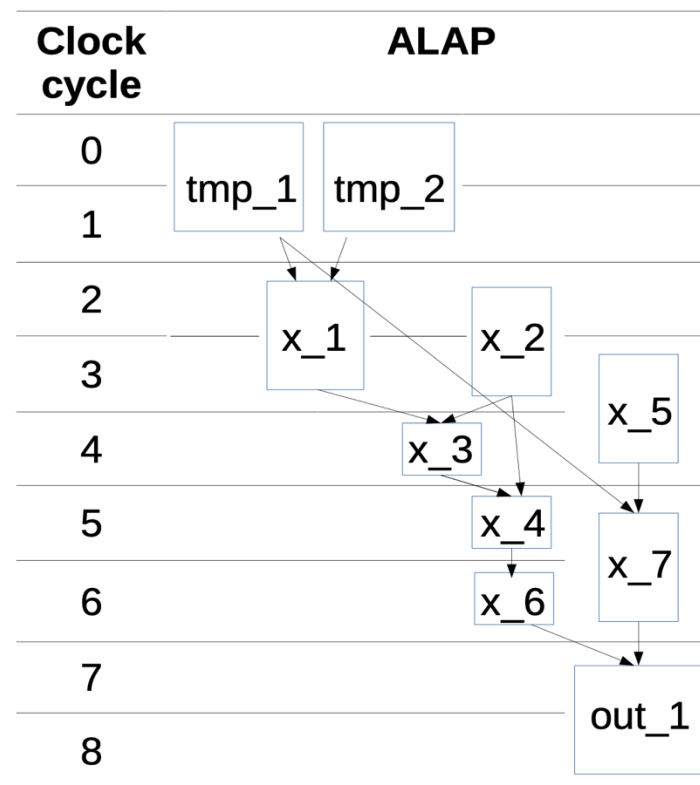 Clock cycle ALAP
0
tmp_1 tmp_2
1
2
x_1 x_2
3
x_5
4 x_3
5 x_4
x_7
6 x_6
7
out_1
8